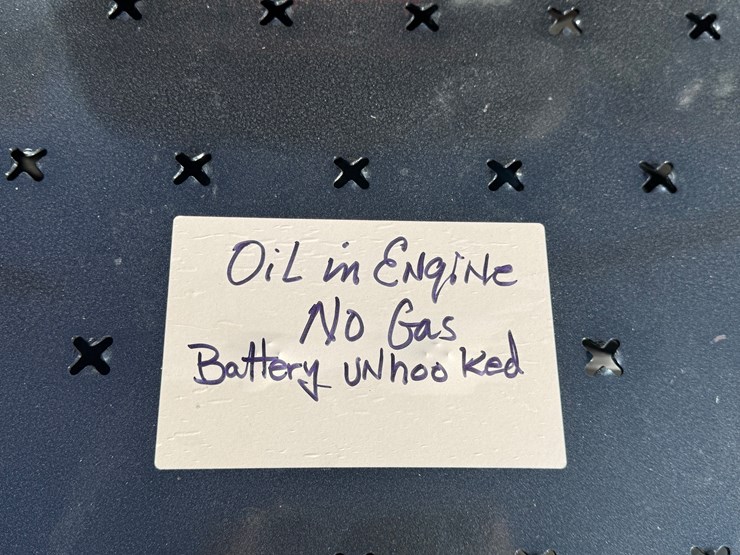 Oil in Engine
No Gas
Battery unhooked